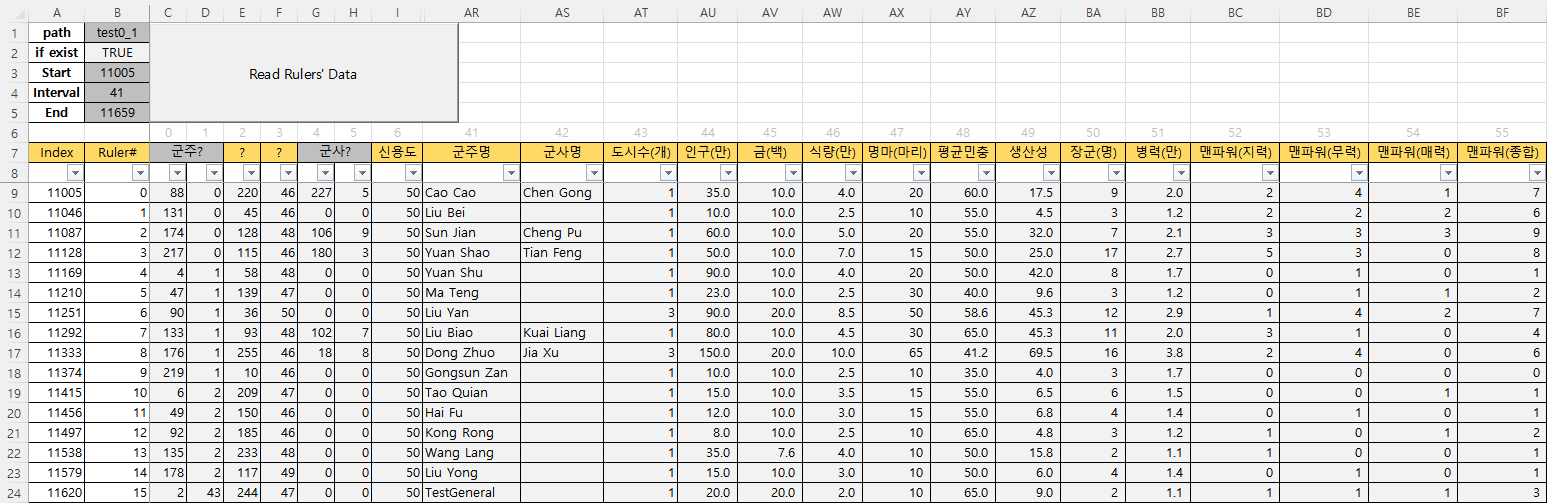 A B C D E F G H I AR AS AT AU AV AW AX AY AZ BA BB BC BD BE BF
1 path test0_1
2 if exist TRUE
3 Start 11005
Read Rulers' Data
4 Interval 41
5 End 11659
6 0 1 2 3 4 5 6 41 42 43 44 45 46 47 48 49 50 51 52 53 54 55
7 Index Ruler# 군주? ? ? 군사? 신용도 군주명 군사명 도시수(개) 인구(만) 금(백) 식량(만) 명마(마리) 평균민충 생산성 장군(명) 병력(만) 맨파워(지력) 맨파워(무력) 맨파워(매력) 맨파워(종합)
8
9 11005 0 88 0 220 46 227 5 50 Cao Cao Chen Gong 1 35.0 10.0 4.0 20 60.0 17.5 9 2.0 2 4 1 7
10 11046 1 131 0 45 46 0 0 50 Liu Bei 1 10.0 10.0 2.5 10 55.0 4.5 3 1.2 2 2 2 6
11 11087 2 174 0 128 48 106 9 50 Sun Jian Cheng Pu 1 60.0 10.0 5.0 20 55.0 32.0 7 2.1 3 3 3 9
12 11128 3 217 0 115 46 180 3 50 Yuan Shao Tian Feng 1 50.0 10.0 7.0 15 50.0 25.0 17 2.7 5 3 0 8
13 11169 4 4 1 58 48 0 0 50 Yuan Shu 1 90.0 10.0 4.0 20 50.0 42.0 8 1.7 0 1 0 1
14 11210 5 47 1 139 47 0 0 50 Ma Teng 1 23.0 10.0 2.5 30 40.0 9.6 3 1.2 0 1 1 2
15 11251 6 90 1 36 50 0 0 50 Liu Yan 3 90.0 20.0 8.5 50 58.6 45.3 12 2.9 1 4 2 7
16 11292 7 133 1 93 48 102 7 50 Liu Biao Kuai Liang 1 80.0 10.0 4.5 30 65.0 45.3 11 2.0 3 1 0 4
17 11333 8 176 1 255 46 18 8 50 Dong Zhuo Jia Xu 3 150.0 20.0 10.0 65 41.2 69.5 16 3.8 2 4 0 6
18 11374 9 219 1 10 46 0 0 50 Gongsun Zan 1 10.0 10.0 2.5 10 35.0 4.0 3 1.7 0 0 0 0
19 11415 10 6 2 209 47 0 0 50 Tao Quian 1 15.0 10.0 3.5 15 55.0 6.5 6 1.5 0 0 1 1
20 11456 11 49 2 150 46 0 0 50 Hai Fu 1 12.0 10.0 3.0 15 55.0 6.8 4 1.4 0 1 0 1
21 11497 12 92 2 185 46 0 0 50 Kong Rong 1 8.0 10.0 2.5 10 65.0 4.8 3 1.2 1 0 1 2
22 11538 13 135 2 233 48 0 0 50 Wang Lang 1 35.0 7.6 4.0 10 50.0 15.8 2 1.1 1 0 0 1
23 11579 14 178 2 117 49 0 0 50 Liu Yong 1 15.0 10.0 3.0 10 50.0 6.0 4 1.4 0 1 0 1
24 11620 15 2 43 244 47 0 0 50 TestGeneral 1 20.0 20.0 2.0 10 65.0 9.0 2 1.1 1 1 1 3